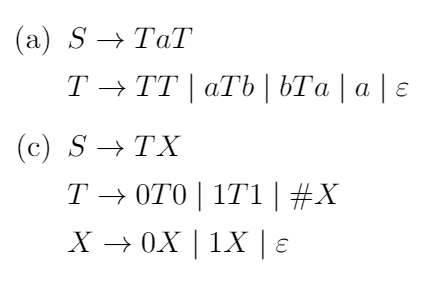 (a) S → TaT
T → TT | aTb | bTa | a | ε
(c) S → TX
T → 0T0 | 1T1 | #X
X → 0X | 1X | ε